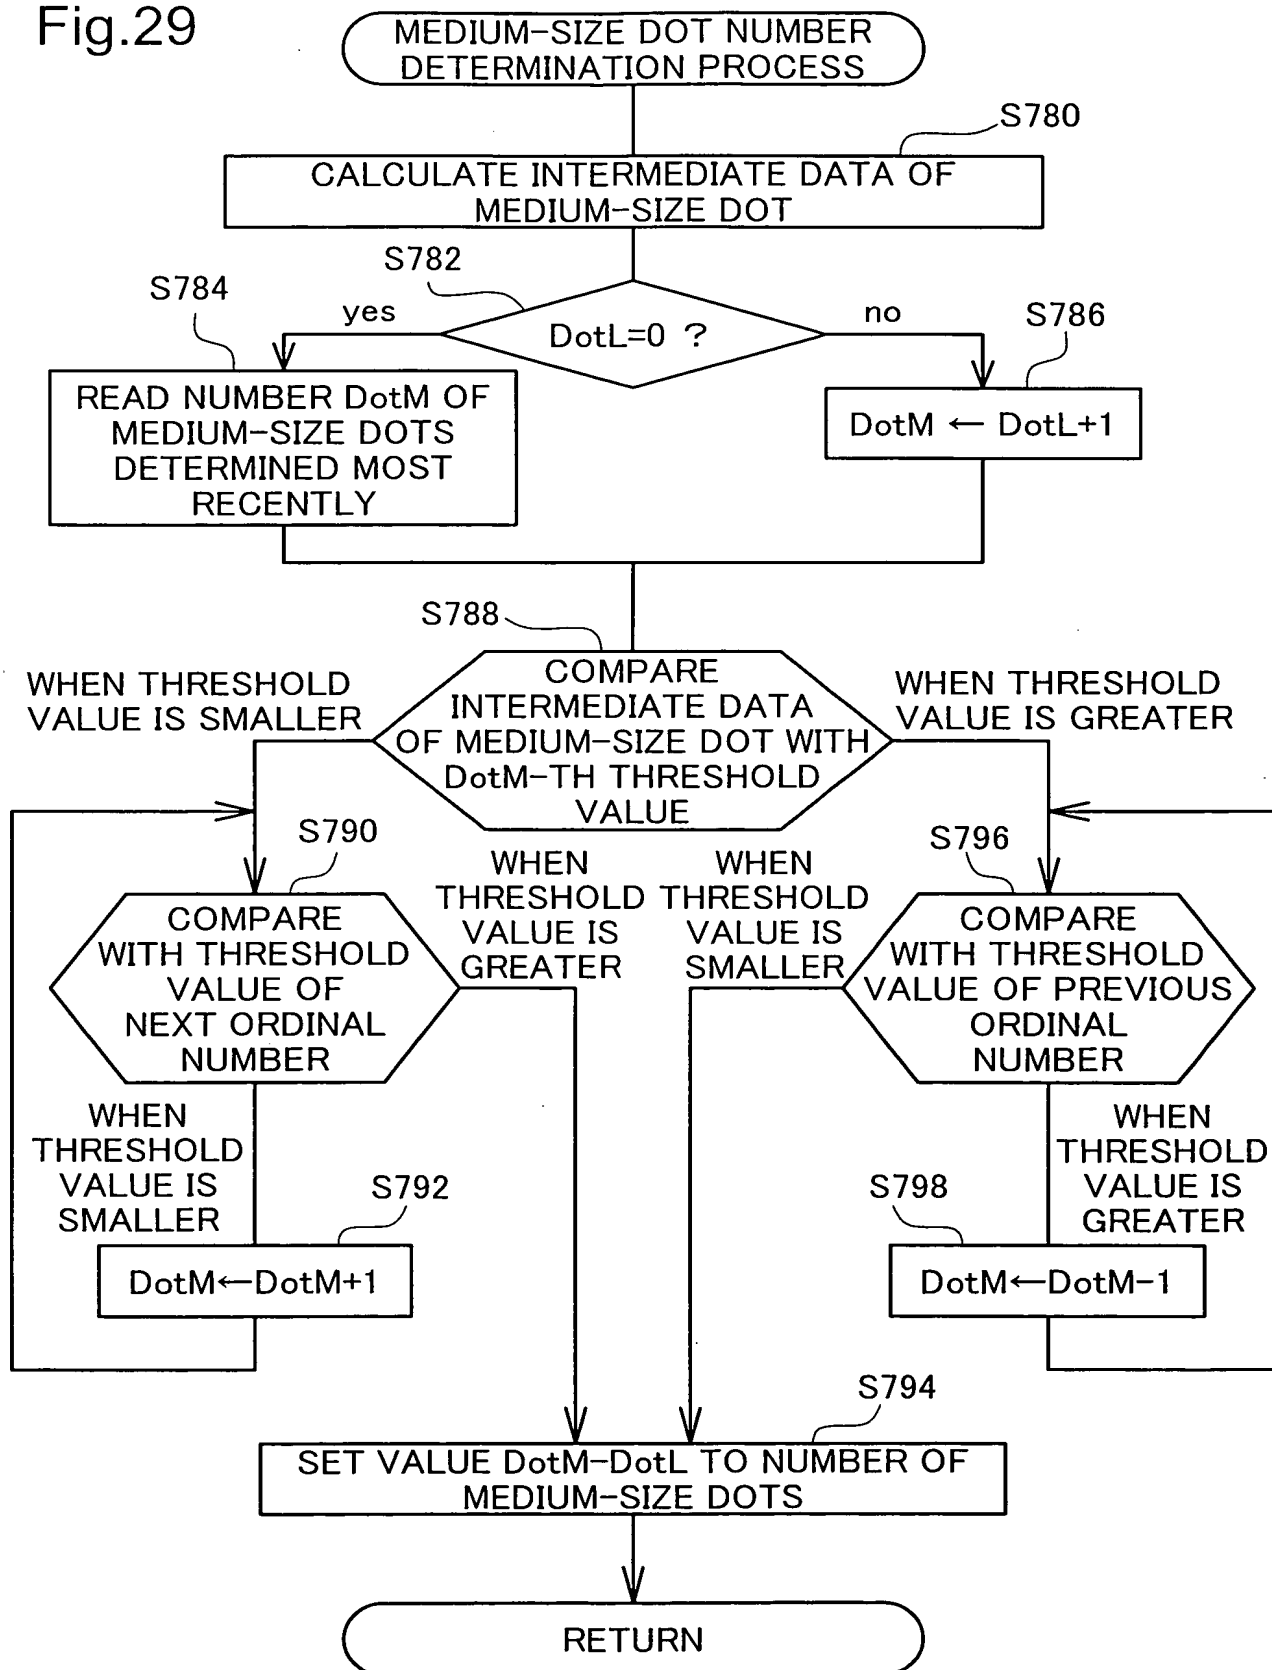 Fig.29
MEDIUM-SIZE DOT NUMBER
DETERMINATION PROCESS
S780
CALCULATE INTERMEDIATE DATA OF
MEDIUM-SIZE DOT
S782
S784
yes
DotL=0 ?
no
S786
READ NUMBER DotM OF
MEDIUM-SIZE DOTS
DETERMINED MOST
RECENTLY
DotM ← DotL+1
S788
WHEN THRESHOLD
VALUE IS SMALLER
COMPARE
INTERMEDIATE DATA
OF MEDIUM-SIZE DOT WITH
DotM-TH THRESHOLD
VALUE
WHEN THRESHOLD
VALUE IS GREATER
S790
COMPARE
WITH THRESHOLD
VALUE OF
NEXT ORDINAL
NUMBER
WHEN
THRESHOLD
VALUE IS
GREATER
WHEN
THRESHOLD
VALUE IS
SMALLER
S796
COMPARE
WITH THRESHOLD
VALUE OF PREVIOUS
ORDINAL
NUMBER
WHEN
THRESHOLD
VALUE IS
SMALLER
S792
DotM←DotM+1
WHEN
THRESHOLD
VALUE IS
GREATER
S798
DotM←DotM-1
S794
SET VALUE DotM-DotL TO NUMBER OF
MEDIUM-SIZE DOTS
RETURN